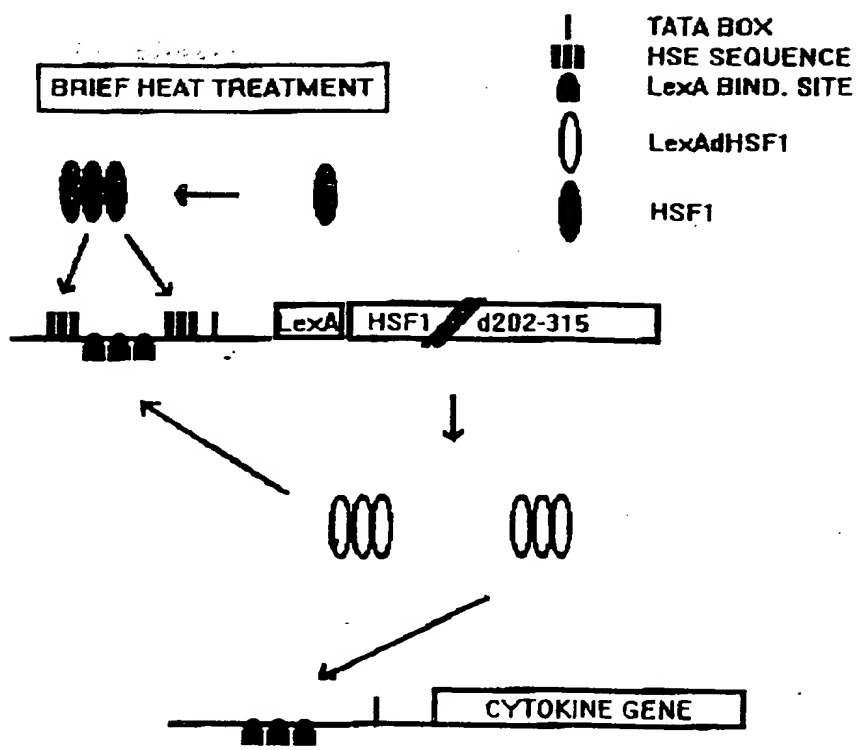 TATA BOX
HSE SEQUENCE
LexA BIND. SITE
BRIEF HEAT TREATMENT
LexAdHSF1
HSF1
LexA HSF1 d202-315
CYTOKINE GENE